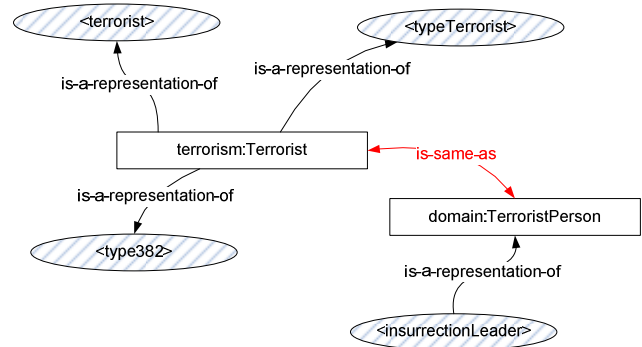 <terrorist>
<typeTerrorist>
is-a-representation-of
is-a-representation-of
terrorism:Terrorist
is-same-as
is-a-representation-of
domain:TerroristPerson
<type382>
is-a-representation-of
<insurrectionLeader>